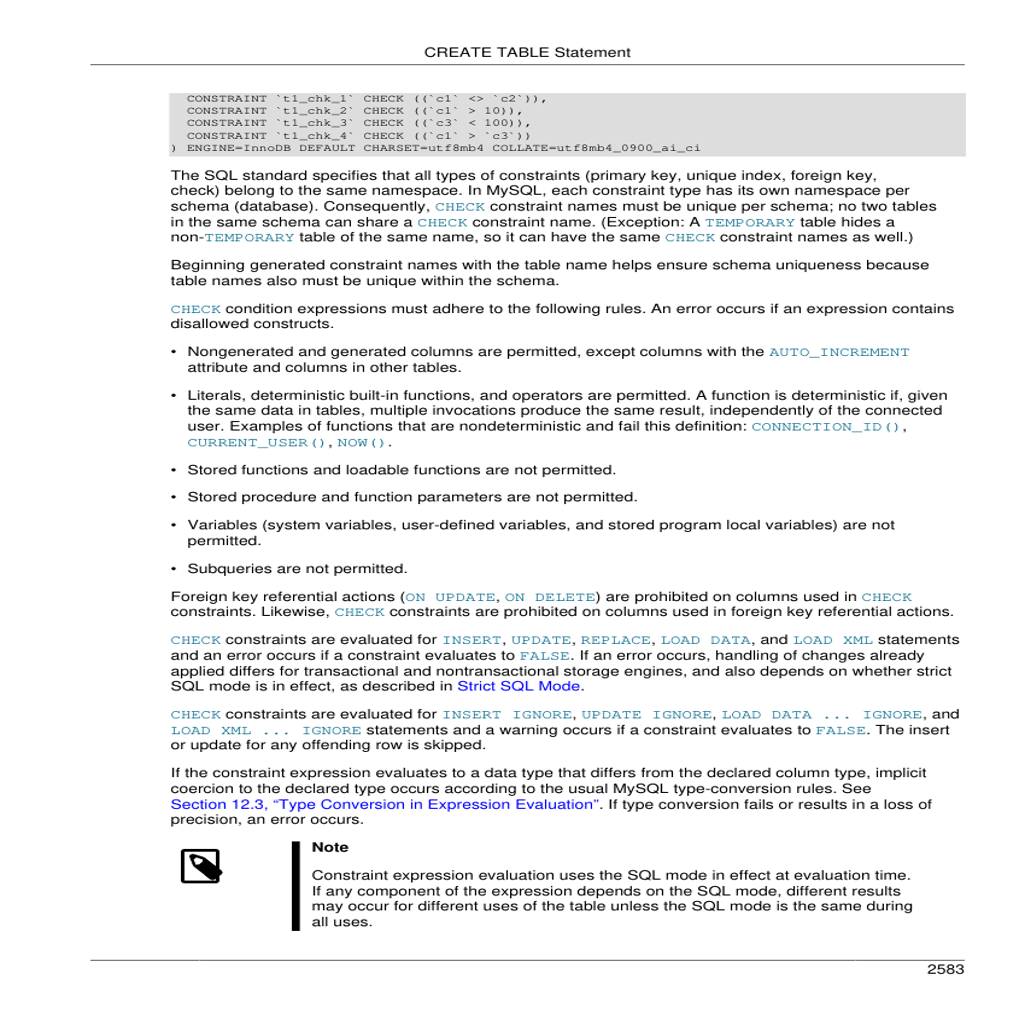 CREATE TABLE Statement
CONSTRAINT `t1_chk_1` CHECK ((`c1` <> `c2`)),
CONSTRAINT `t1_chk_2` CHECK ((`c1` > 10)),
CONSTRAINT `t1_chk_3` CHECK ((`c3` < 100)),
CONSTRAINT `t1_chk_4` CHECK ((`c1` > `c3`))
) ENGINE=InnoDB DEFAULT CHARSET=utf8mb4 COLLATE=utf8mb4_0900_ai_ci
The SQL standard specifies that all types of constraints (primary key, unique index, foreign key,
check) belong to the same namespace. In MySQL, each constraint type has its own namespace per
schema (database). Consequently, CHECK constraint names must be unique per schema; no two tables
in the same schema can share a CHECK constraint name. (Exception: A TEMPORARY table hides a
non-TEMPORARY table of the same name, so it can have the same CHECK constraint names as well.)
Beginning generated constraint names with the table name helps ensure schema uniqueness because
table names also must be unique within the schema.
CHECK condition expressions must adhere to the following rules. An error occurs if an expression contains
disallowed constructs.
• Nongenerated and generated columns are permitted, except columns with the AUTO_INCREMENT
attribute and columns in other tables.
• Literals, deterministic built-in functions, and operators are permitted. A function is deterministic if, given
the same data in tables, multiple invocations produce the same result, independently of the connected
user. Examples of functions that are nondeterministic and fail this definition: CONNECTION_ID(),
CURRENT_USER(), NOW().
• Stored functions and loadable functions are not permitted.
• Stored procedure and function parameters are not permitted.
• Variables (system variables, user-defined variables, and stored program local variables) are not
permitted.
• Subqueries are not permitted.
Foreign key referential actions (ON UPDATE, ON DELETE) are prohibited on columns used in CHECK
constraints. Likewise, CHECK constraints are prohibited on columns used in foreign key referential actions.
CHECK constraints are evaluated for INSERT, UPDATE, REPLACE, LOAD DATA, and LOAD XML statements
and an error occurs if a constraint evaluates to FALSE. If an error occurs, handling of changes already
applied differs for transactional and nontransactional storage engines, and also depends on whether strict
SQL mode is in effect, as described in Strict SQL Mode.
CHECK constraints are evaluated for INSERT IGNORE, UPDATE IGNORE, LOAD DATA ... IGNORE, and
LOAD XML ... IGNORE statements and a warning occurs if a constraint evaluates to FALSE. The insert
or update for any offending row is skipped.
If the constraint expression evaluates to a data type that differs from the declared column type, implicit
coercion to the declared type occurs according to the usual MySQL type-conversion rules. See
Section 12.3, “Type Conversion in Expression Evaluation”. If type conversion fails or results in a loss of
precision, an error occurs.
Note
Constraint expression evaluation uses the SQL mode in effect at evaluation time.
If any component of the expression depends on the SQL mode, different results
may occur for different uses of the table unless the SQL mode is the same during
all uses.
2583